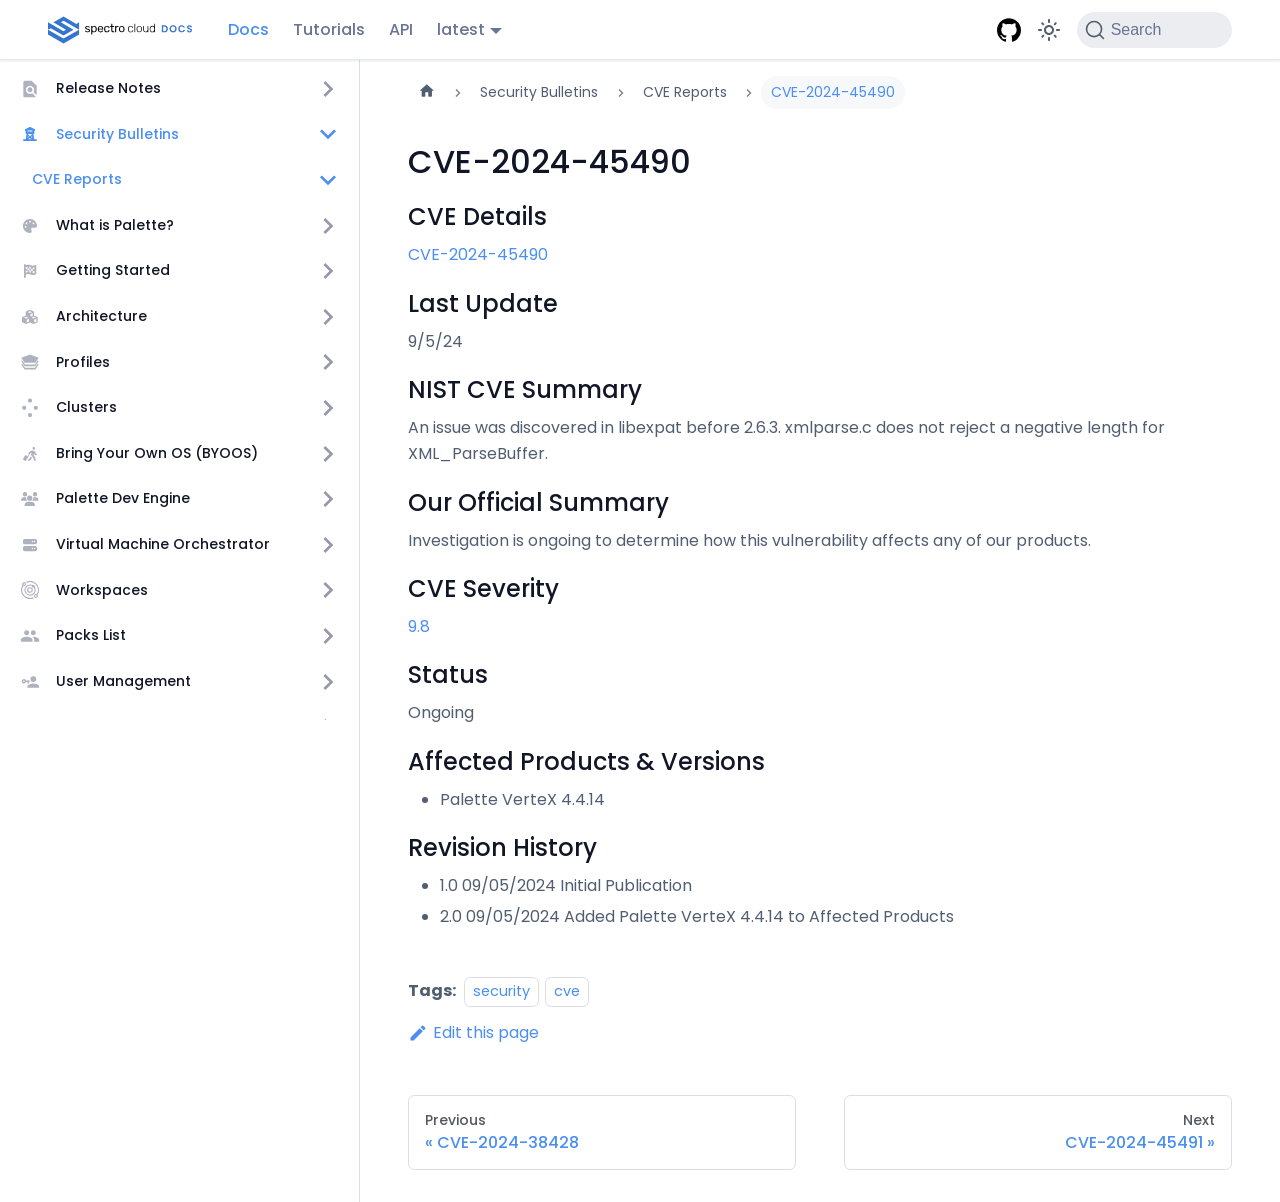 spectro cloud DOCS
Docs
Tutorials
API
latest
Search
Release Notes
Security Bulletins
CVE Reports
What is Palette?
Getting Started
Architecture
Profiles
Clusters
Bring Your Own OS (BYOOS)
Palette Dev Engine
Virtual Machine Orchestrator
Workspaces
Packs List
User Management
Security Bulletins
CVE Reports
CVE-2024-45490
CVE-2024-45490
CVE Details
CVE-2024-45490
Last Update
9/5/24
NIST CVE Summary
An issue was discovered in libexpat before 2.6.3. xmlparse.c does not reject a negative length for
XML_ParseBuffer.
Our Official Summary
Investigation is ongoing to determine how this vulnerability affects any of our products.
CVE Severity
9.8
Status
Ongoing
Affected Products & Versions
Palette VerteX 4.4.14
Revision History
1.0 09/05/2024 Initial Publication
2.0 09/05/2024 Added Palette VerteX 4.4.14 to Affected Products
Tags: security cve
Edit this page
Previous
« CVE-2024-38428
Next
CVE-2024-45491 »